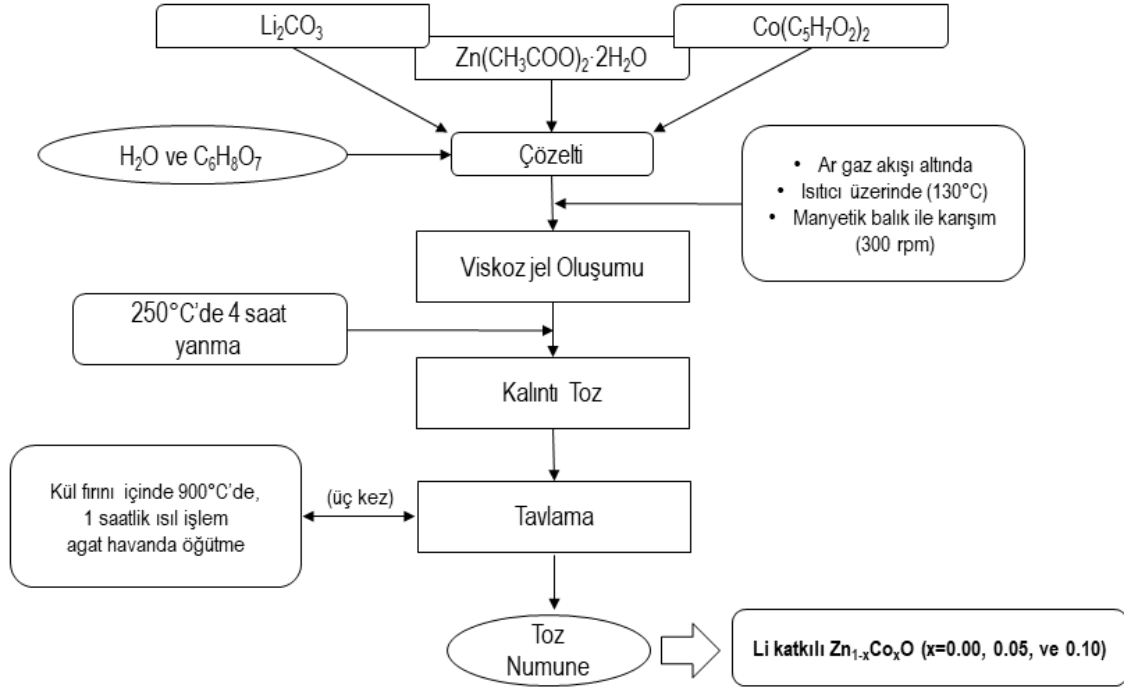 Li₂CO₃
Co(C₅H₇O₂)₂
Zn(CH₃COO)₂·2H₂O
H₂O ve C₆H₈O₇
Çözelti
• Ar gaz akışı altında
• Isıtıcı üzerinde (130°C)
• Manyetik balık ile karışım
(300 rpm)
Viskoz jel Oluşumu
250°C’de 4 saat
yanma
Kalıntı Toz
Kül fırını içinde 900°C’de,
1 saatlik ısıl işlem
agat havanda öğütme
(üç kez)
Tavlama
Toz
Numune
Li katkılı Zn₁₋ₓCoₓO (x=0.00, 0.05, ve 0.10)